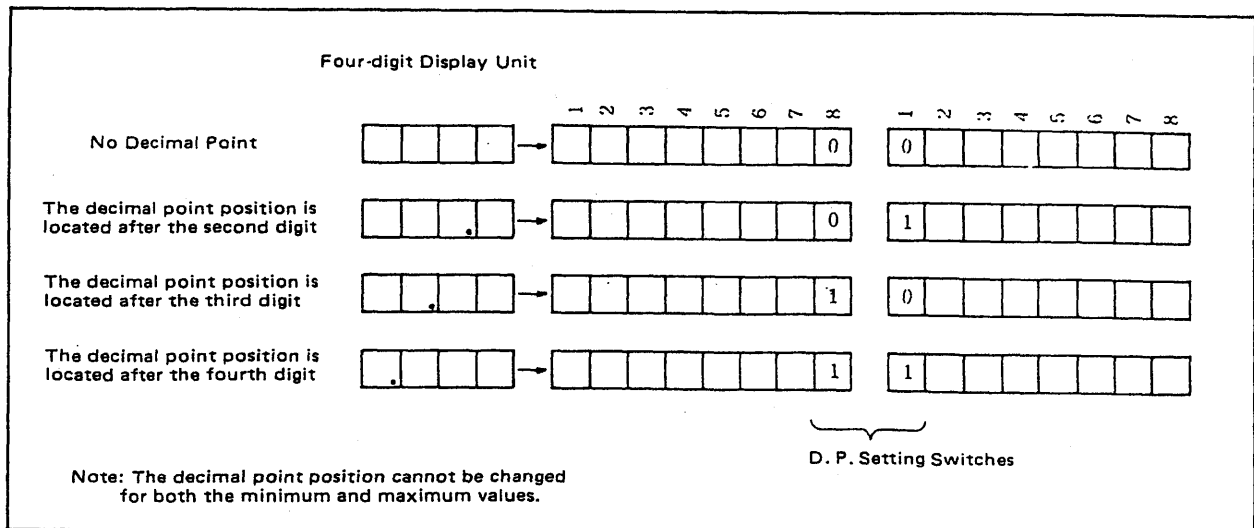 Four-digit Display Unit
1 2 3 4 5 6 7 8 1 2 3 4 5 6 7 8
No Decimal Point 0 0
The decimal point position is
located after the second digit . 0 1
The decimal point position is
located after the third digit . 1 0
The decimal point position is
located after the fourth digit . 1 1
D. P. Setting Switches
Note: The decimal point position cannot be changed
for both the minimum and maximum values.